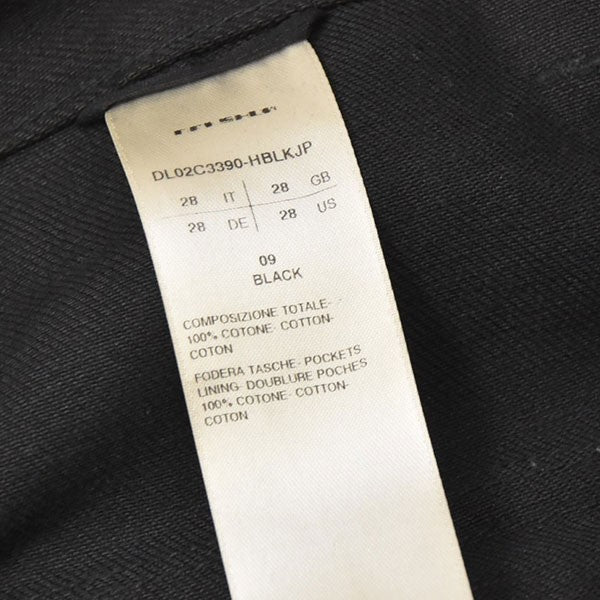 DL02C3390-HBLKJP
28 IT 28 GB
28 DE 28 US
09
BLACK
COMPOSIZIONE TOTALE-
100% COTONE- COTTON-
COTON
FODERA TASCHE- POCKETS
LINING- DOUBLURE POCHES
100% COTONE- COTTON-
COTON